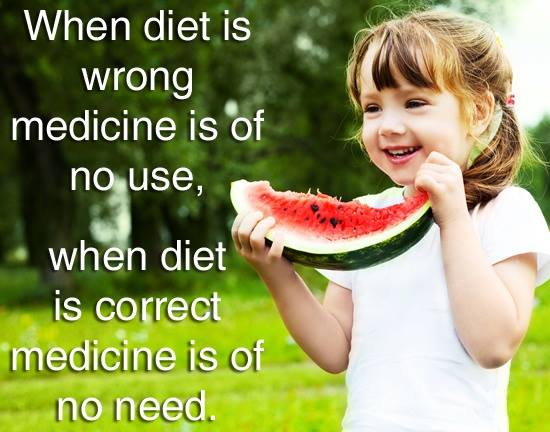 When diet is
wrong
medicine is of
no use,
when diet
is correct
medicine is of
no need.